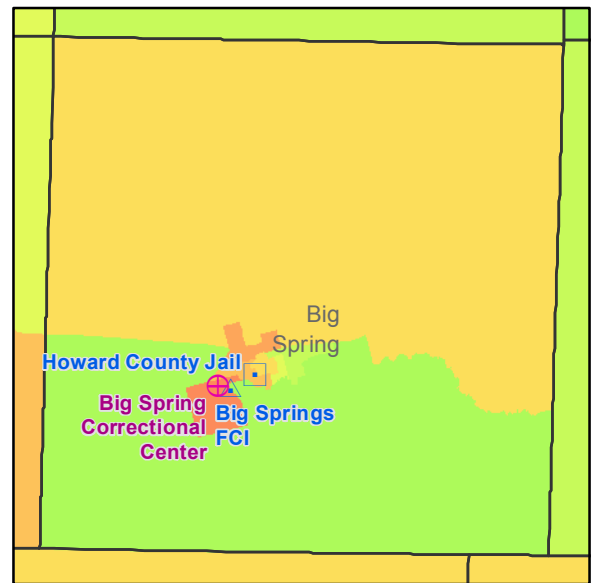 Big
Spring
Howard County Jail
Big Spring
Correctional
Center
Big Springs
FCI